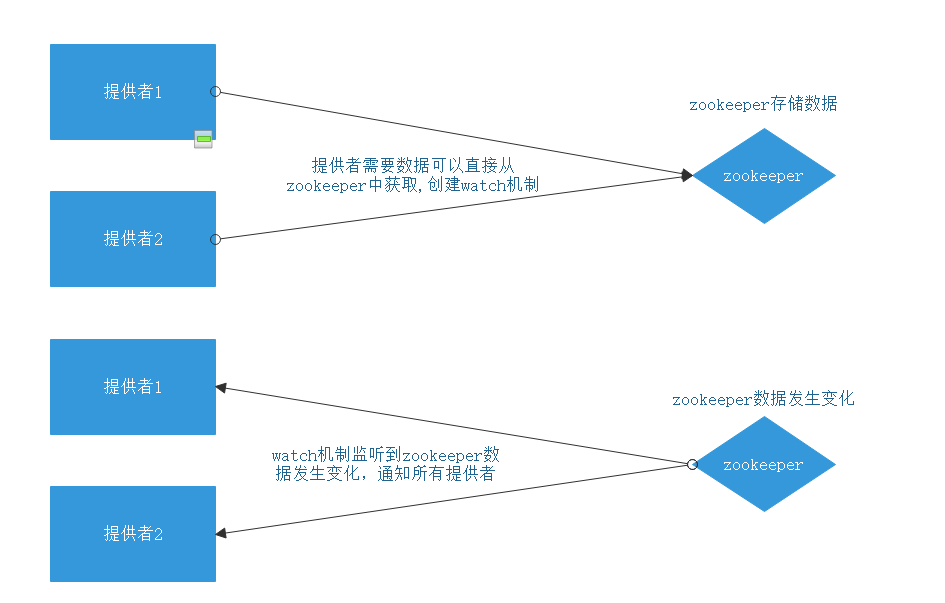 提供者1
zookeeper存储数据
提供者需要数据可以直接从
zookeeper中获取,创建watch机制
zookeeper
提供者2
提供者1
zookeeper数据发生变化
watch机制监听到zookeeper数
据发生变化，通知所有提供者
zookeeper
提供者2